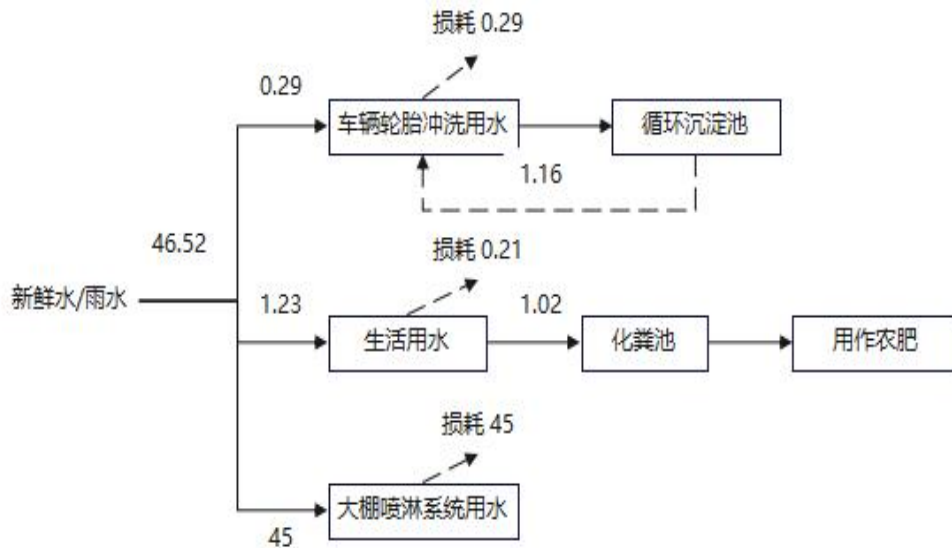 损耗 0.29
0.29
车辆轮胎冲洗用水
循环沉淀池
1.16
46.52
损耗 0.21
新鲜水/雨水
1.23
1.02
生活用水
化粪池
用作农肥
损耗 45
大棚喷淋系统用水
45